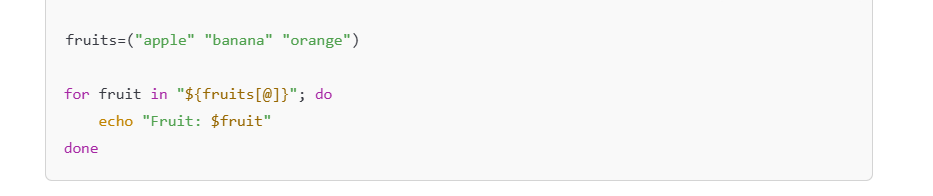 fruits=("apple" "banana" "orange")
for fruit in "${fruits[@]}"; do
    echo "Fruit: $fruit"
done